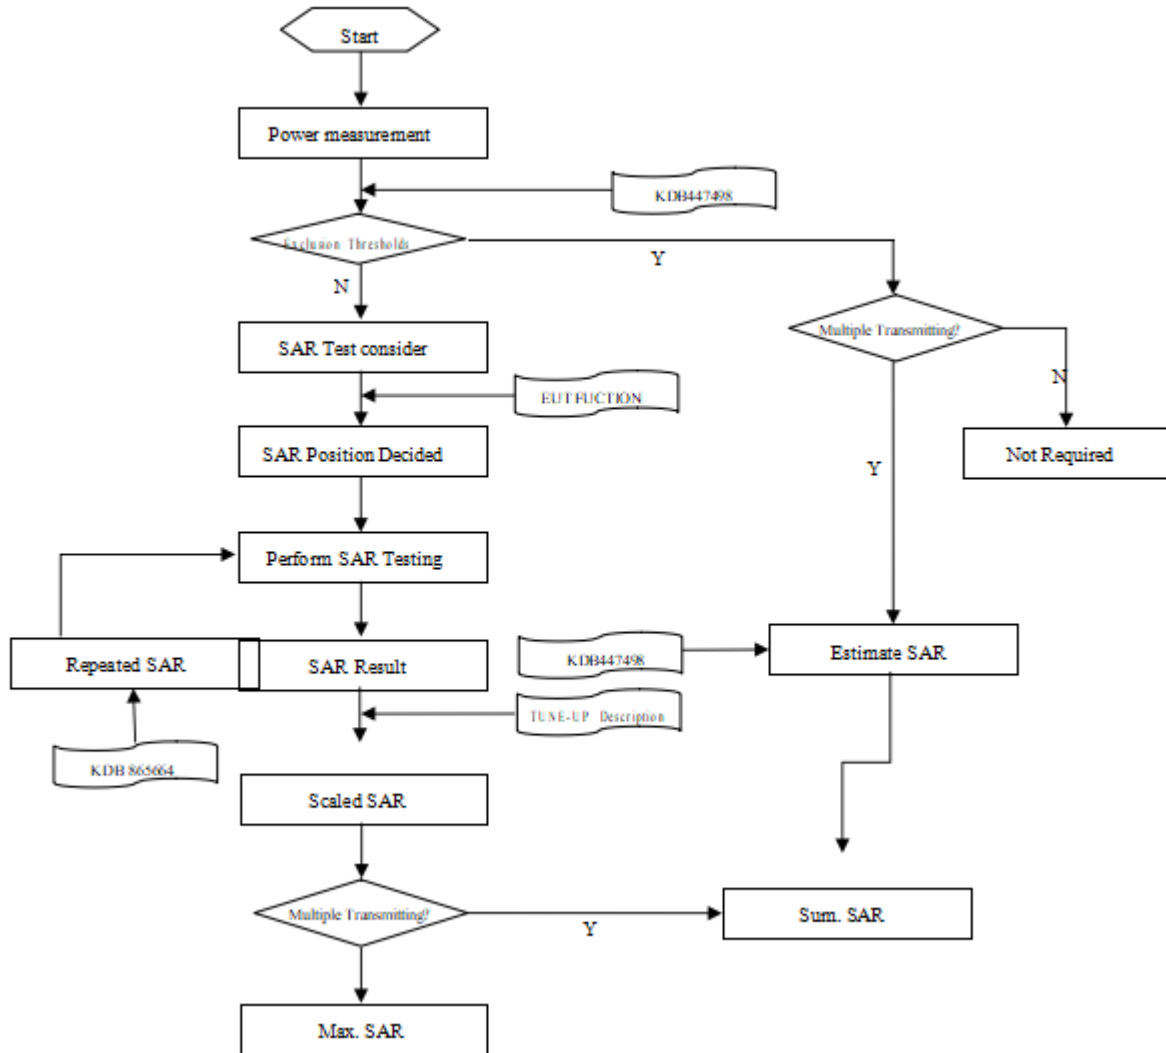 Start
Power measurement
KDB447498
Exclusion Thresholds
Y
N
Multiple Transmitting?
SAR Test consider
N
EUT FUCTION
SAR Position Decided
Not Required
Y
Perform SAR Testing
Repeated SAR
SAR Result
KDB447498
Estimate SAR
TUNE-UP Description
KDB 865664
Scaled SAR
Multiple Transmitting?
Y
Sum. SAR
Max. SAR